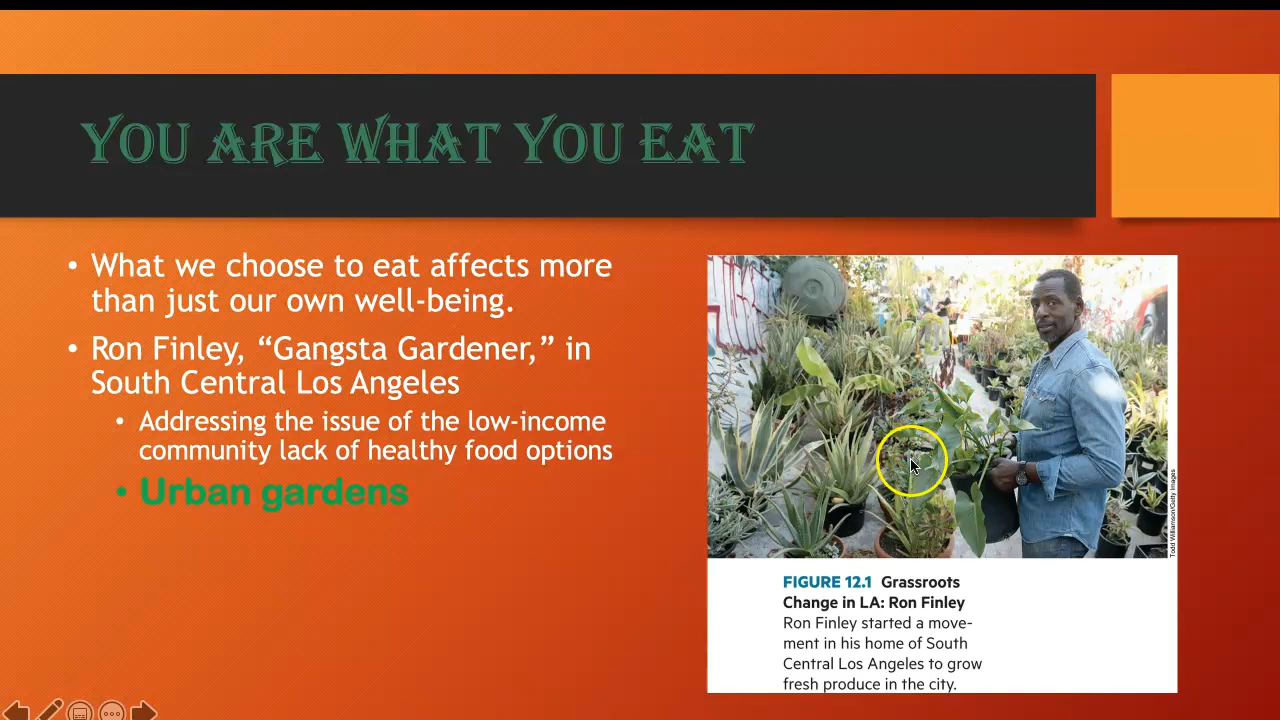 YOU ARE WHAT YOU EAT
• What we choose to eat affects more
than just our own well-being.
• Ron Finley, “Gangsta Gardener,” in
South Central Los Angeles
• Addressing the issue of the low-income
community lack of healthy food options
• Urban gardens
Todd Williamson/Getty Images
FIGURE 12.1 Grassroots
Change in LA: Ron Finley
Ron Finley started a move-
ment in his home of South
Central Los Angeles to grow
fresh produce in the city.